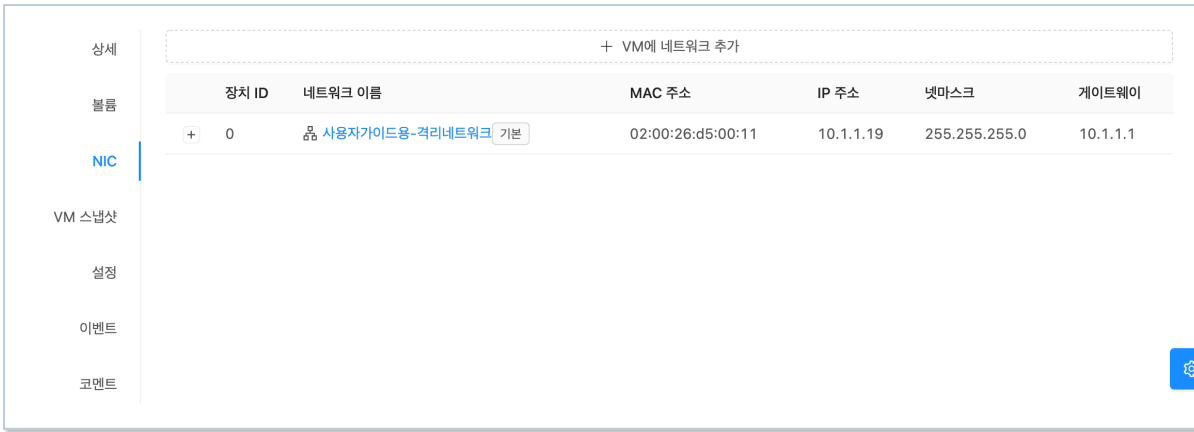 상세
볼륨
NIC
VM 스냅샷
설정
이벤트
코멘트
+ VM에 네트워크 추가
장치 ID 네트워크 이름 MAC 주소 IP 주소 넷마스크 게이트웨이
+ 0 사용자가이드용-격리네트워크 기본 02:00:26:d5:00:11 10.1.1.19 255.255.255.0 10.1.1.1